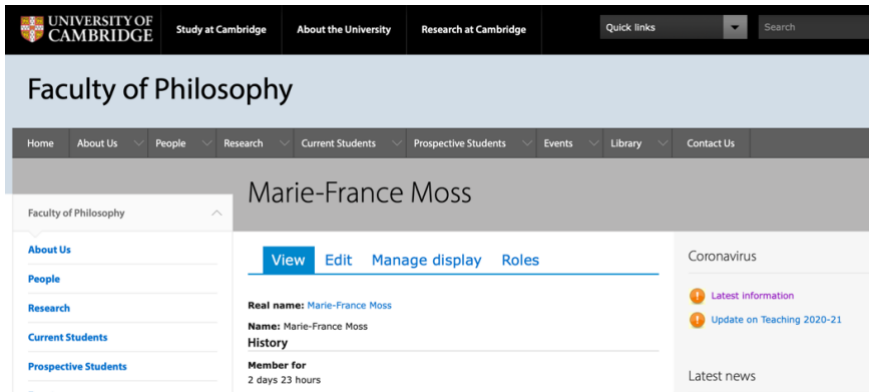 UNIVERSITY OF
CAMBRIDGE
Study at Cambridge
About the University
Research at Cambridge
Quick links
Search
Faculty of Philosophy
Home
About Us
People
Research
Current Students
Prospective Students
Events
Library
Contact Us
Marie-France Moss
Faculty of Philosophy
About Us
People
Research
Current Students
Prospective Students
View
Edit
Manage display
Roles
Real name: Marie-France Moss
Name: Marie-France Moss
History
Member for
2 days 23 hours
Coronavirus
Latest information
Update on Teaching 2020-21
Latest news